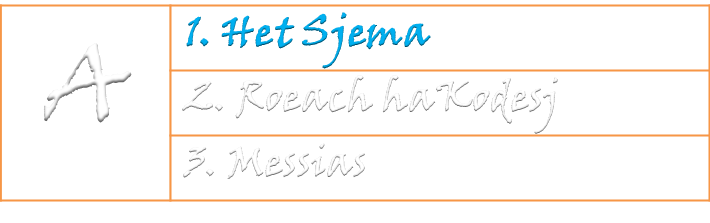 A
1. Het Sjema
2. Roeach haKodesj
3. Messias